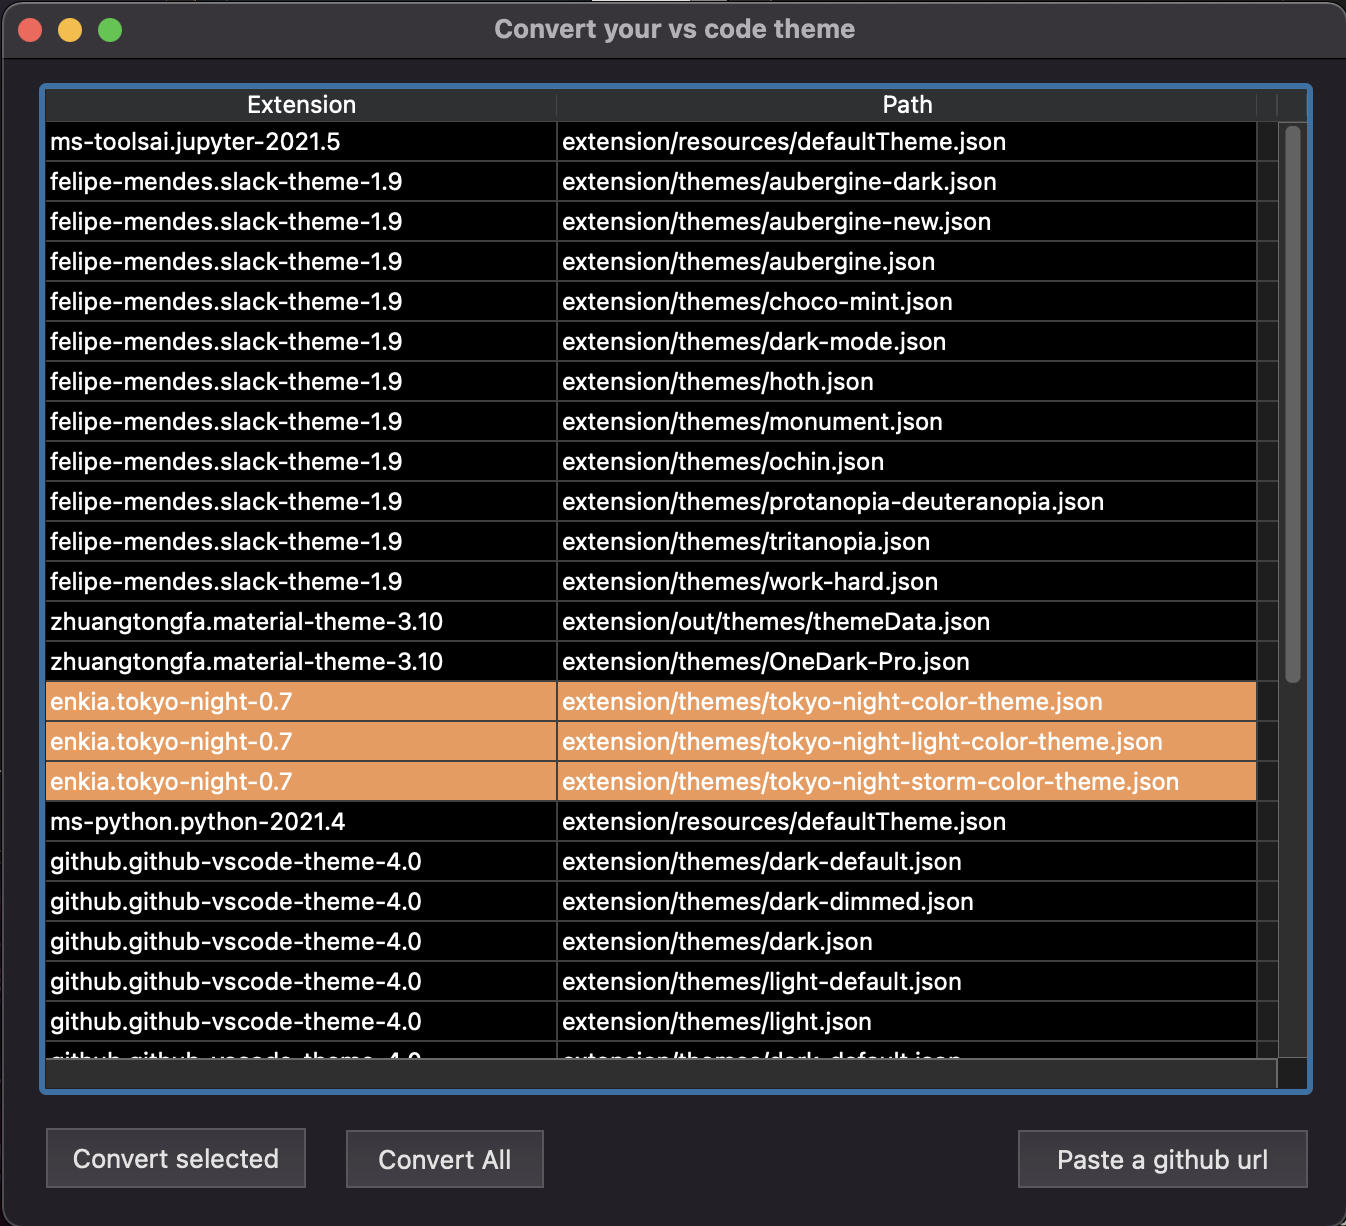 Convert your vs code theme
Extension Path
ms-toolsai.jupyter-2021.5 extension/resources/defaultTheme.json
felipe-mendes.slack-theme-1.9 extension/themes/aubergine-dark.json
felipe-mendes.slack-theme-1.9 extension/themes/aubergine-new.json
felipe-mendes.slack-theme-1.9 extension/themes/aubergine.json
felipe-mendes.slack-theme-1.9 extension/themes/choco-mint.json
felipe-mendes.slack-theme-1.9 extension/themes/dark-mode.json
felipe-mendes.slack-theme-1.9 extension/themes/hoth.json
felipe-mendes.slack-theme-1.9 extension/themes/monument.json
felipe-mendes.slack-theme-1.9 extension/themes/ochin.json
felipe-mendes.slack-theme-1.9 extension/themes/protanopia-deuteranopia.json
felipe-mendes.slack-theme-1.9 extension/themes/tritanopia.json
felipe-mendes.slack-theme-1.9 extension/themes/work-hard.json
zhuangtongfa.material-theme-3.10 extension/out/themes/themeData.json
zhuangtongfa.material-theme-3.10 extension/themes/OneDark-Pro.json
enkia.tokyo-night-0.7 extension/themes/tokyo-night-color-theme.json
enkia.tokyo-night-0.7 extension/themes/tokyo-night-light-color-theme.json
enkia.tokyo-night-0.7 extension/themes/tokyo-night-storm-color-theme.json
ms-python.python-2021.4 extension/resources/defaultTheme.json
github.github-vscode-theme-4.0 extension/themes/dark-default.json
github.github-vscode-theme-4.0 extension/themes/dark-dimmed.json
github.github-vscode-theme-4.0 extension/themes/dark.json
github.github-vscode-theme-4.0 extension/themes/light-default.json
github.github-vscode-theme-4.0 extension/themes/light.json
github.github-vscode-theme-4.0 extension/themes/dark-default.json
Convert selected Convert All Paste a github url